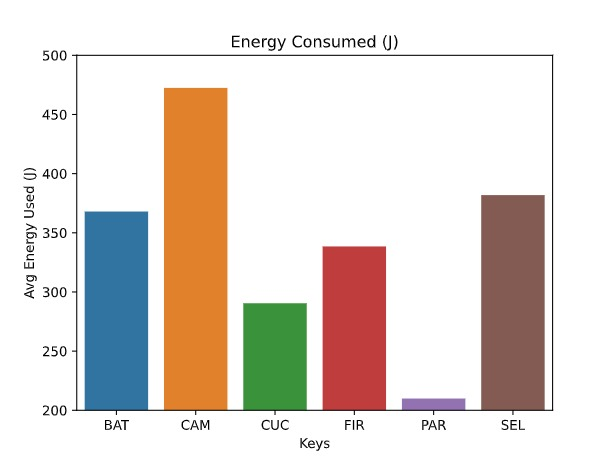 Energy Consumed (J)
500
450
400
350
300
250
200
Avg Energy Used (J)
BAT CAM CUC FIR PAR SEL
Keys